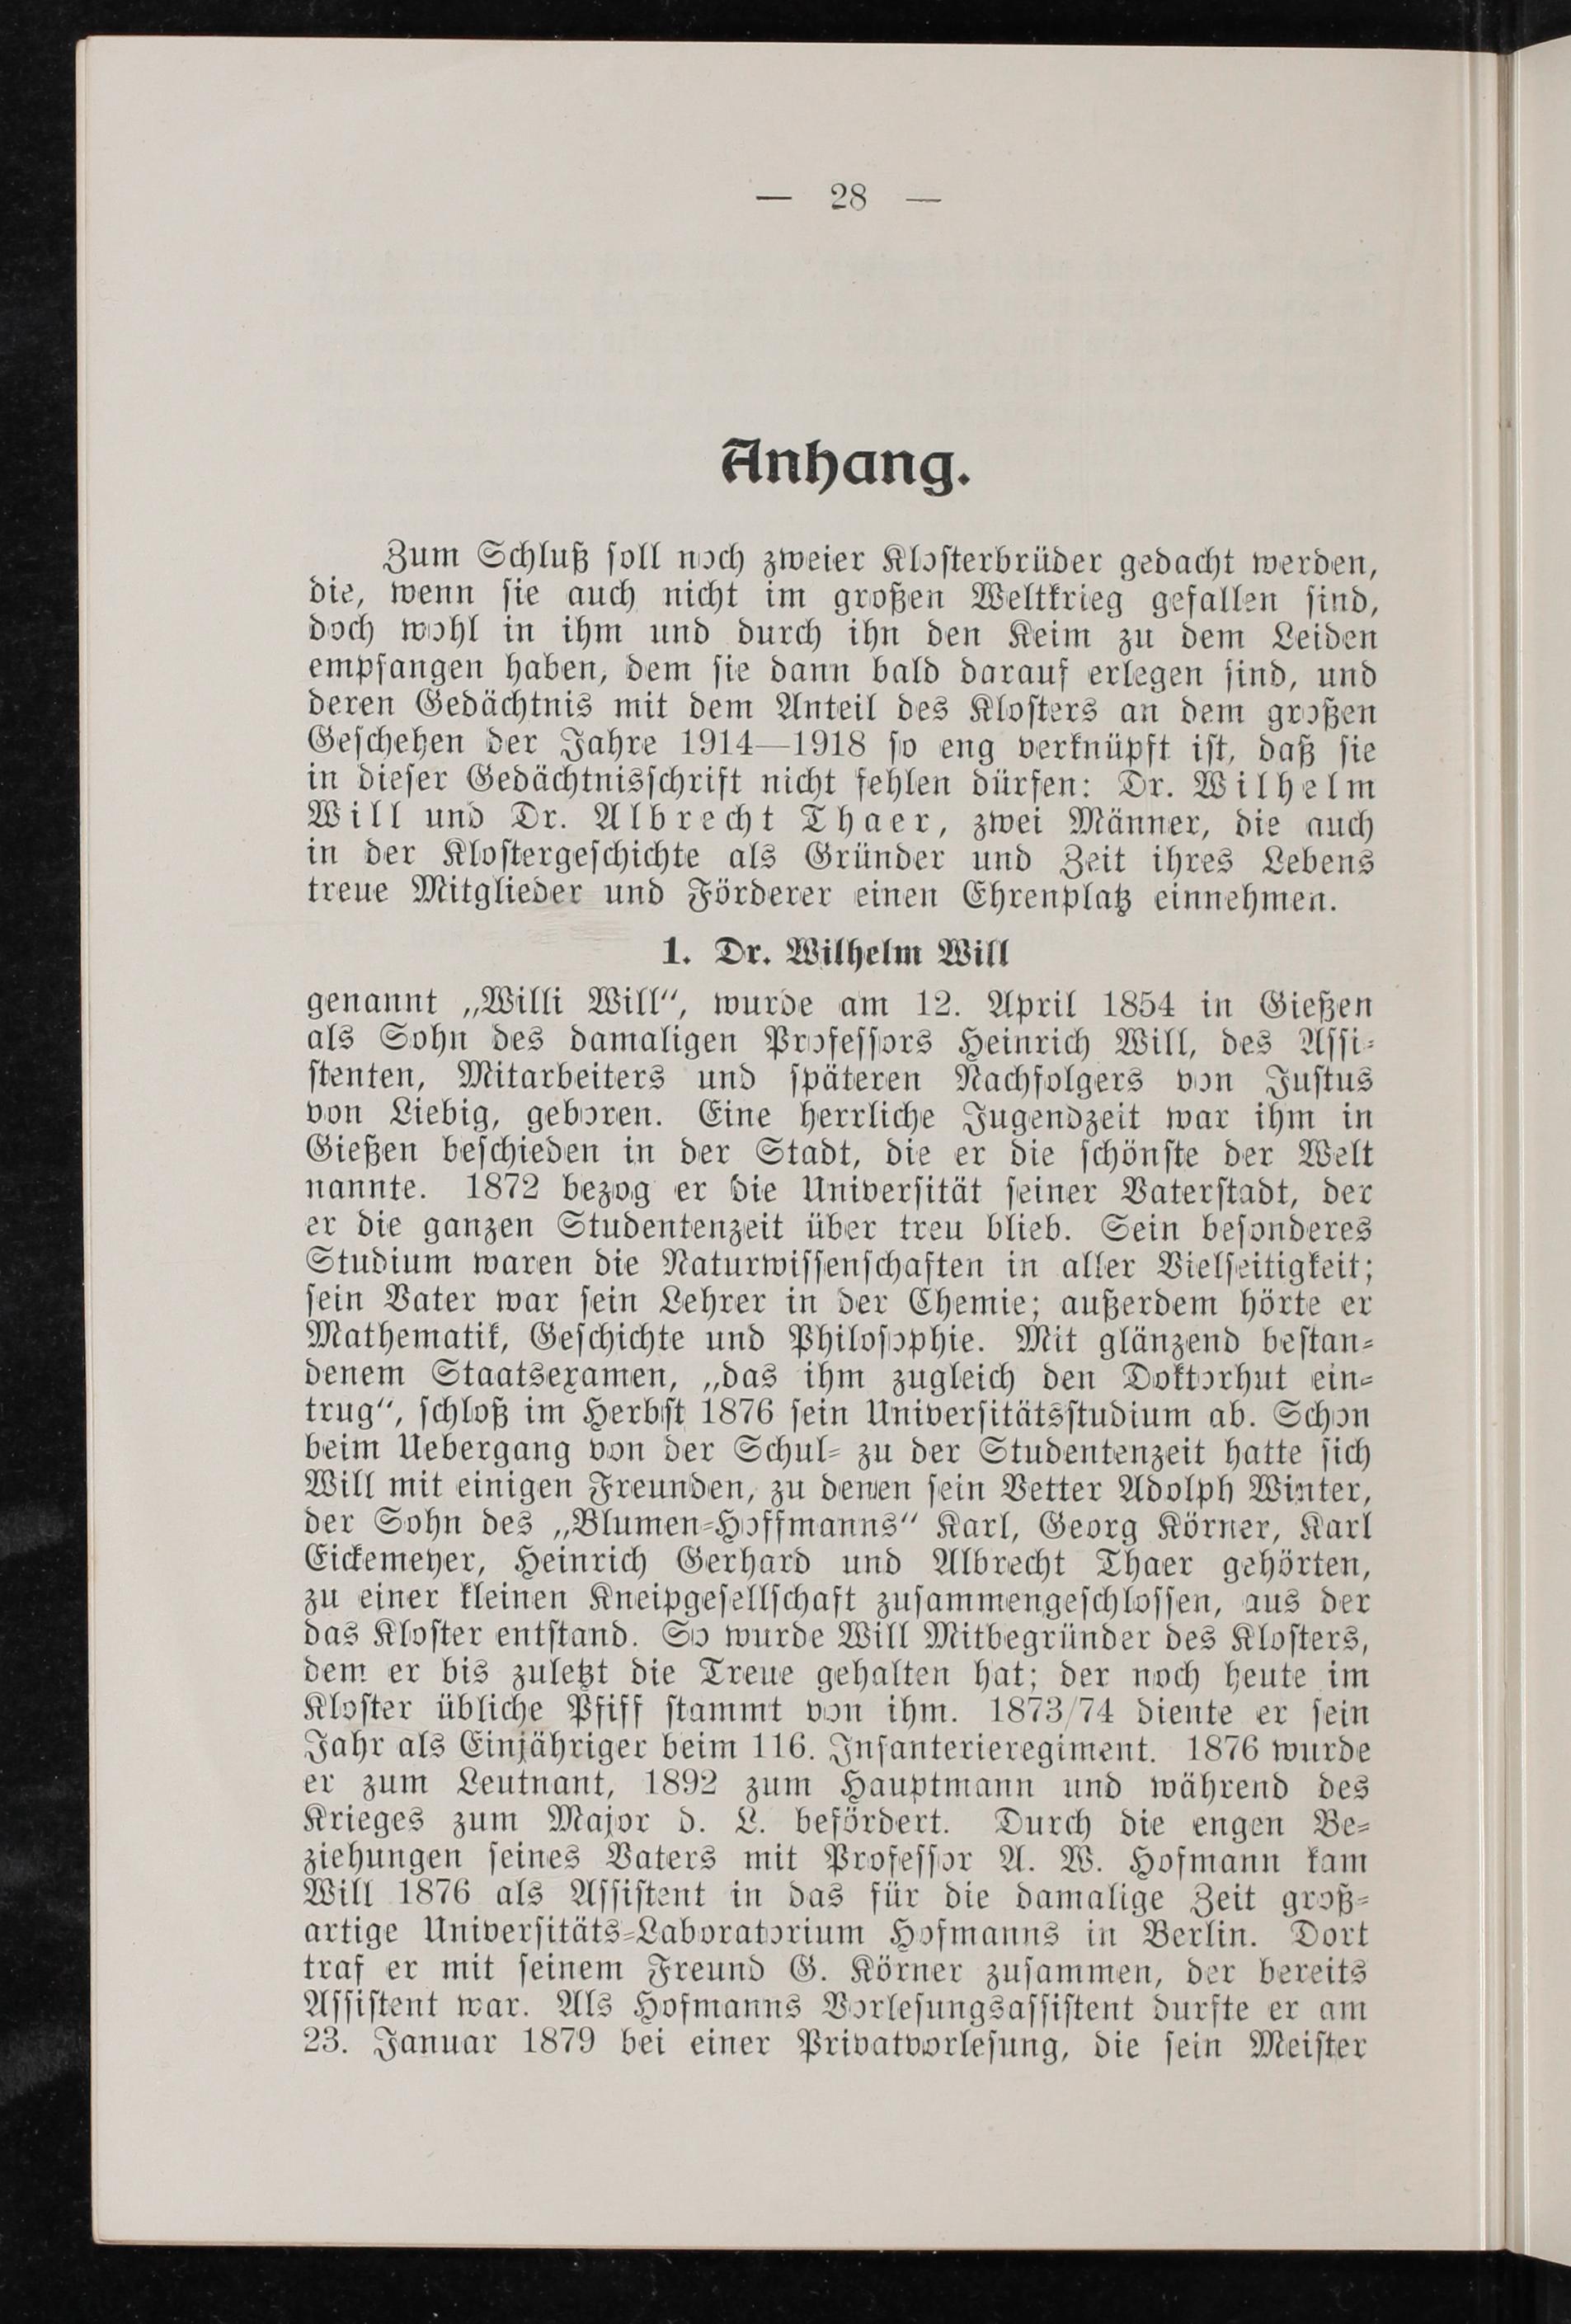 — 28 —
Anhang.
Zum Schluß soll noch zweier Klosterbrüder gedacht werden,
die, wenn sie auch nicht im großen Weltkrieg gefallen sind,
doch wohl in ihm und durch ihn den Keim zu dem Leiden
empfangen haben, dem sie dann bald darauf erlegen sind, und
deren Gedächtnis mit dem Anteil des Klosters an dem großen
Geschehen der Jahre 1914—1918 so eng verknüpft ist, daß sie
in dieser Gedächtnisschrift nicht fehlen dürfen: Dr. Wilhelm
Will und Dr. Albrecht Thaer, zwei Männer, die auch
in der Klostergeschichte als Gründer und Zeit ihres Lebens
treue Mitglieder und Förderer einen Ehrenplatz einnehmen.
1. Dr. Wilhelm Will
genannt „Willi Will“, wurde am 12. April 1854 in Gießen
als Sohn des damaligen Professors Heinrich Will, des Assi-
stenten, Mitarbeiters und späteren Nachfolgers von Justus
von Liebig, geboren. Eine herrliche Jugendzeit war ihm in
Gießen beschieden in der Stadt, die er die schönste der Welt
nannte. 1872 bezog er die Universität seiner Vaterstadt, der
er die ganzen Studentenzeit über treu blieb. Sein besonderes
Studium waren die Naturwissenschaften in aller Vielseitigkeit;
sein Vater war sein Lehrer in der Chemie; außerdem hörte er
Mathematik, Geschichte und Philosophie. Mit glänzend bestan-
denem Staatsexamen, „das ihm zugleich den Doktorhut ein-
trug“, schloß im Herbst 1876 sein Universitätsstudium ab. Schon
beim Uebergang von der Schul- zu der Studentenzeit hatte sich
Will mit einigen Freunden, zu denen sein Vetter Adolph Winter,
der Sohn des „Blumen-Hoffmanns“ Karl, Georg Körner, Karl
Eickemeyer, Heinrich Gerhard und Albrecht Thaer gehörten,
zu einer kleinen Kneipgesellschaft zusammengeschlossen, aus der
das Kloster entstand. So wurde Will Mitbegründer des Klosters,
dem er bis zuletzt die Treue gehalten hat; der noch heute im
Kloster übliche Pfiff stammt von ihm. 1873/74 diente er sein
Jahr als Einjähriger beim 116. Infanterieregiment. 1876 wurde
er zum Leutnant, 1892 zum Hauptmann und während des
Krieges zum Major d. L. befördert. Durch die engen Be-
ziehungen seines Vaters mit Professor A. W. Hofmann kam
Will 1876 als Assistent in das für die damalige Zeit groß-
artige Universitäts-Laboratorium Hofmanns in Berlin. Dort
traf er mit seinem Freund G. Körner zusammen, der bereits
Assistent war. Als Hofmanns Vorlesungsassistent durfte er am
23. Januar 1879 bei einer Privatvorlesung, die sein Meister